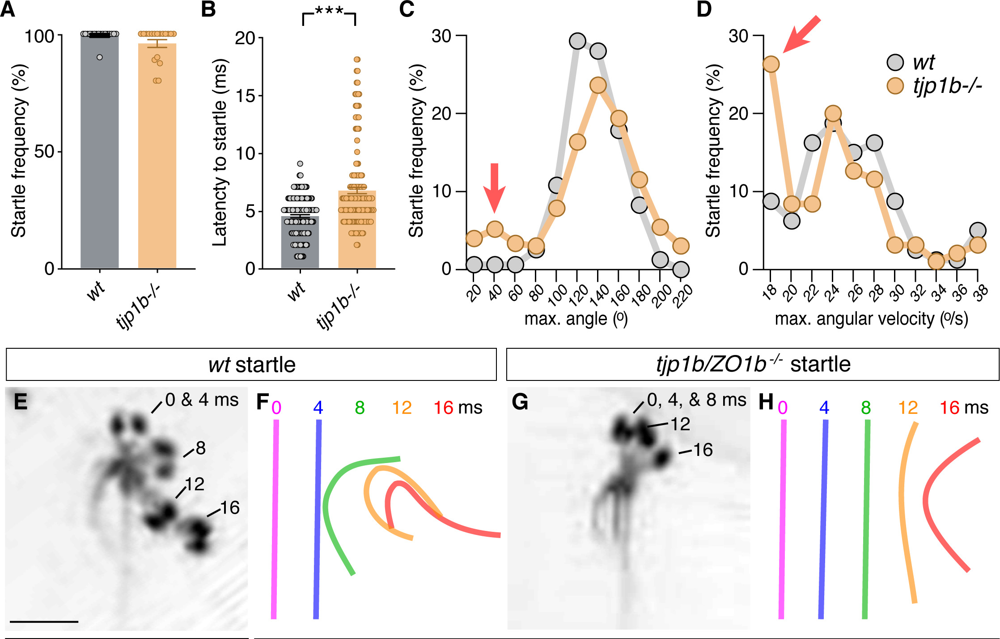 A
Startle frequency (%)
100
50
0
wt
tjp1b-/-
B
***
Latency to startle (ms)
20
15
10
5
0
wt
tjp1b-/-
C
Startle frequency (%)
30
20
10
0
20 40 60 80 100 120 140 160 180 200 220
max. angle (º)
D
Startle frequency (%)
30
20
10
0
18 20 22 24 26 28 30 32 34 36 38
max. angular velocity (º/s)
wt
tjp1b-/-
wt startle
tjp1b/ZO1b-/- startle
E
0 & 4 ms
8
12
16
F
0 4 8 12 16 ms
G
0, 4, & 8 ms
12
16
H
0 4 8 12 16 ms